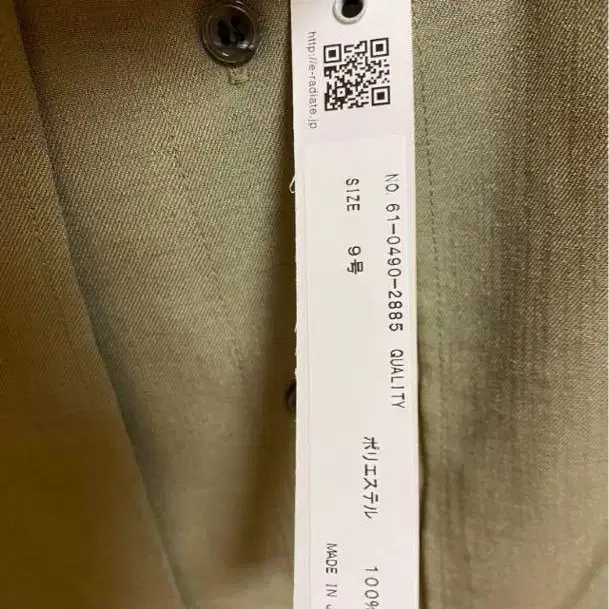 http://e-radiate.jp
NO. 61-0490-2885 QUALITY
SIZE 9号
ポリエステル 100%
MADE IN J